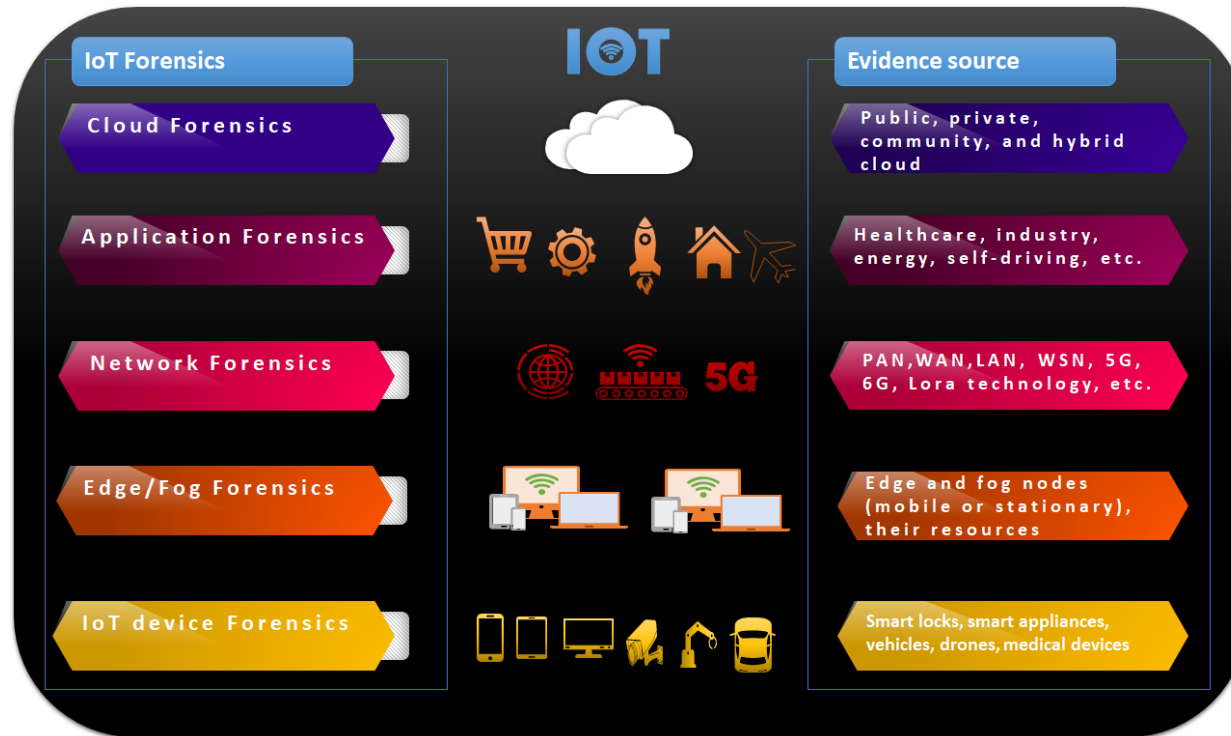 IOT
IoT Forensics
Evidence source
Cloud Forensics
Public, private,
community, and hybrid
cloud
Application Forensics
Healthcare, industry,
energy, self-driving, etc.
Network Forensics
5G
PAN,WAN,LAN, WSN, 5G,
6G, Lora technology, etc.
Edge/Fog Forensics
Edge and fog nodes
(mobile or stationary),
their resources
IoT device Forensics
Smart locks, smart appliances,
vehicles, drones, medical devices